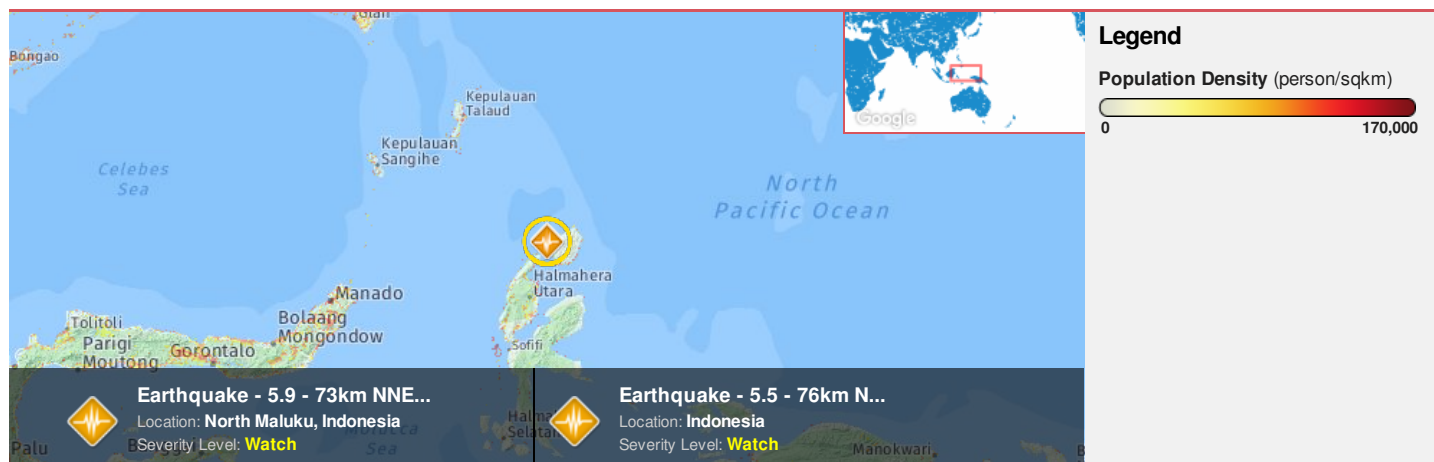 Glan
Bongao
Kepulauan
Talaud
Kepulauan
Sangihe
Celebes
Sea
North
Pacific Ocean
Google
Halmahera
Utara
Manado
Tolitoli
Bolaang
Mongondow
Parigi
Moutong
Gorontalo
Sofifi
Earthquake - 5.9 - 73km NNE...
Location: North Maluku, Indonesia
Severity Level: Watch
Earthquake - 5.5 - 76km N...
Location: Indonesia
Severity Level: Watch
Palu
Sea
Manokwari
Legend
Population Density (person/sqkm)
0
170,000